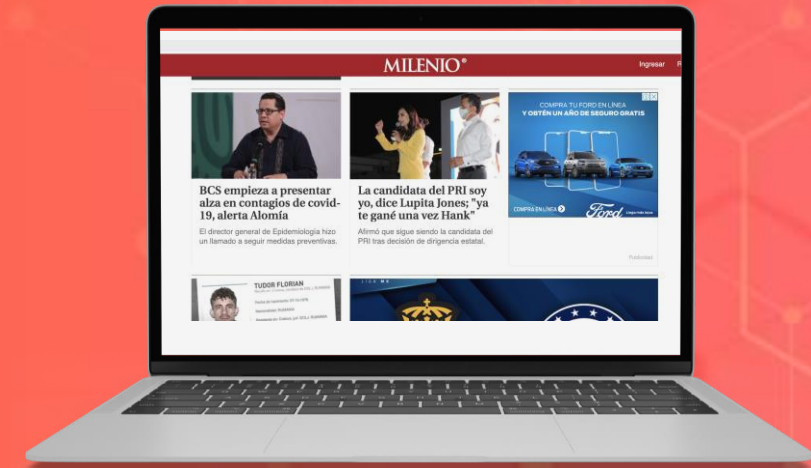 MILENIO®
Ingresar
BCS empieza a presentar
alza en contagios de covid-
19, alerta Alomía
El director general de Epidemiología hizo
un llamado a seguir medidas preventivas.
La candidata del PRI soy
yo, dice Lupita Jones; "ya
te gané una vez Hank"
Afirmó que sigue siendo la candidata del
PRI tras decisión de dirigencia estatal.
COMPRA TU FORD EN LÍNEA
Y OBTÉN UN AÑO DE SEGURO GRATIS
COMPRA EN LÍNEA
Ford
Publicidad
TUDOR FLORIAN
LIGA MX